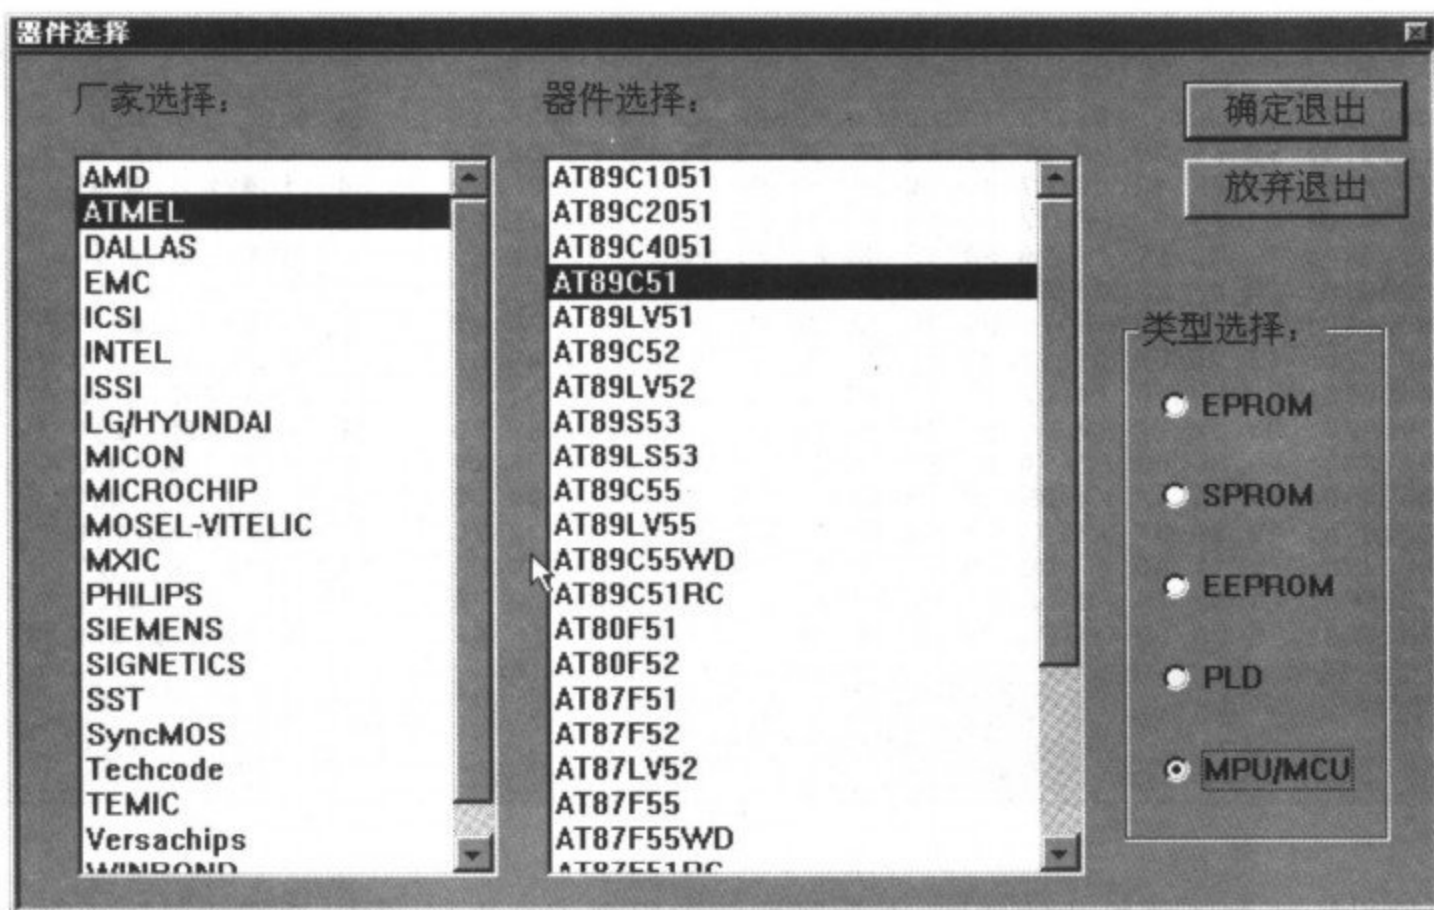 器件选择
厂家选择：
AMD
ATMEL
DALLAS
EMC
ICSI
INTEL
ISSI
LG/HYUNDAI
MICON
MICROCHIP
MOSEL-VITELIC
MXIC
PHILIPS
SIEMENS
SIGNETICS
SST
SyncMOS
Techcode
TEMIC
Versachips
WINBOND
器件选择：
AT89C1051
AT89C2051
AT89C4051
AT89C51
AT89LV51
AT89C52
AT89LV52
AT89S53
AT89LS53
AT89C55
AT89LV55
AT89C55WD
AT89C51RC
AT80F51
AT80F52
AT87F51
AT87F52
AT87LV52
AT87F55
AT87F55WD
确定退出
放弃退出
类型选择：
EPROM
SPROM
EEPROM
PLD
MPU/MCU